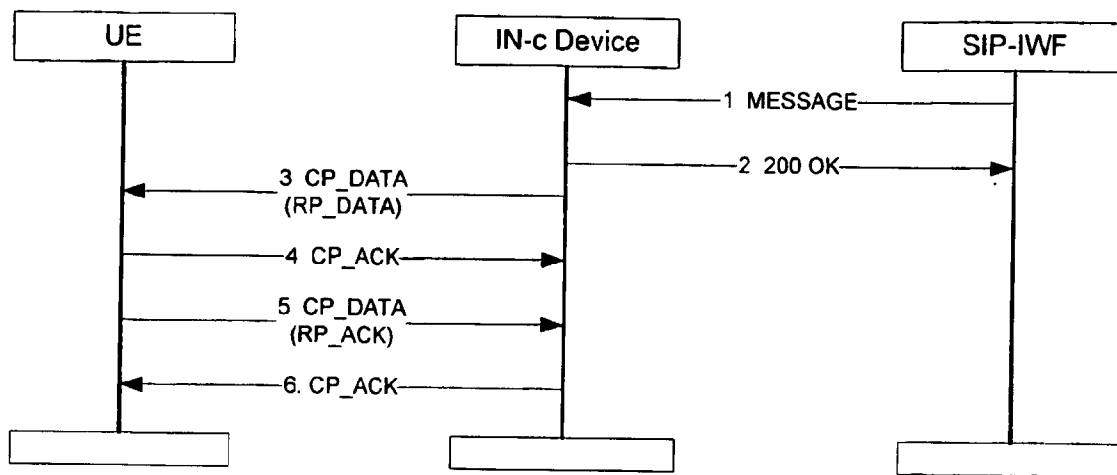 UE
IN-c Device
SIP-IWF
1 MESSAGE
2 200 OK
3 CP_DATA
(RP_DATA)
4 CP_ACK
5 CP_DATA
(RP_ACK)
6. CP_ACK